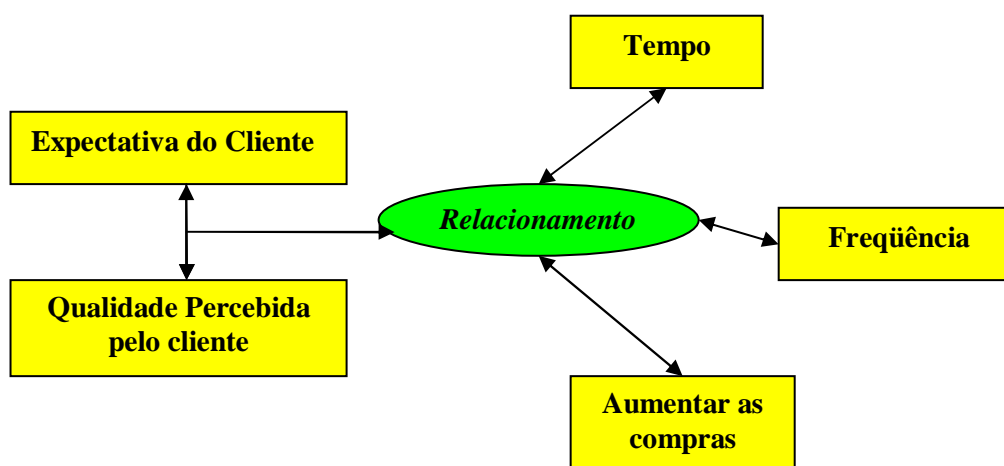 Tempo
Expectativa do Cliente
Relacionamento
Freqüência
Qualidade Percebida
pelo cliente
Aumentar as
compras